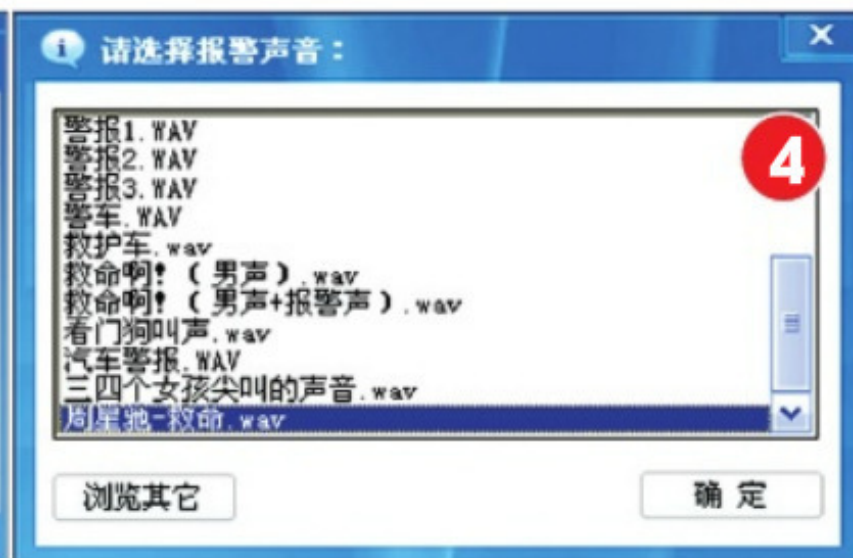 请选择报警声音：
4
警报1.WAV
警报2.WAV
警报3.WAV
警车.WAV
救护车.wav
救命啊！（男声）.wav
救命啊！（男声+报警声）.wav
看门狗叫声.wav
汽车警报.WAV
三四个女孩尖叫的声音.wav
周星驰-救命.wav
浏览其它
确 定